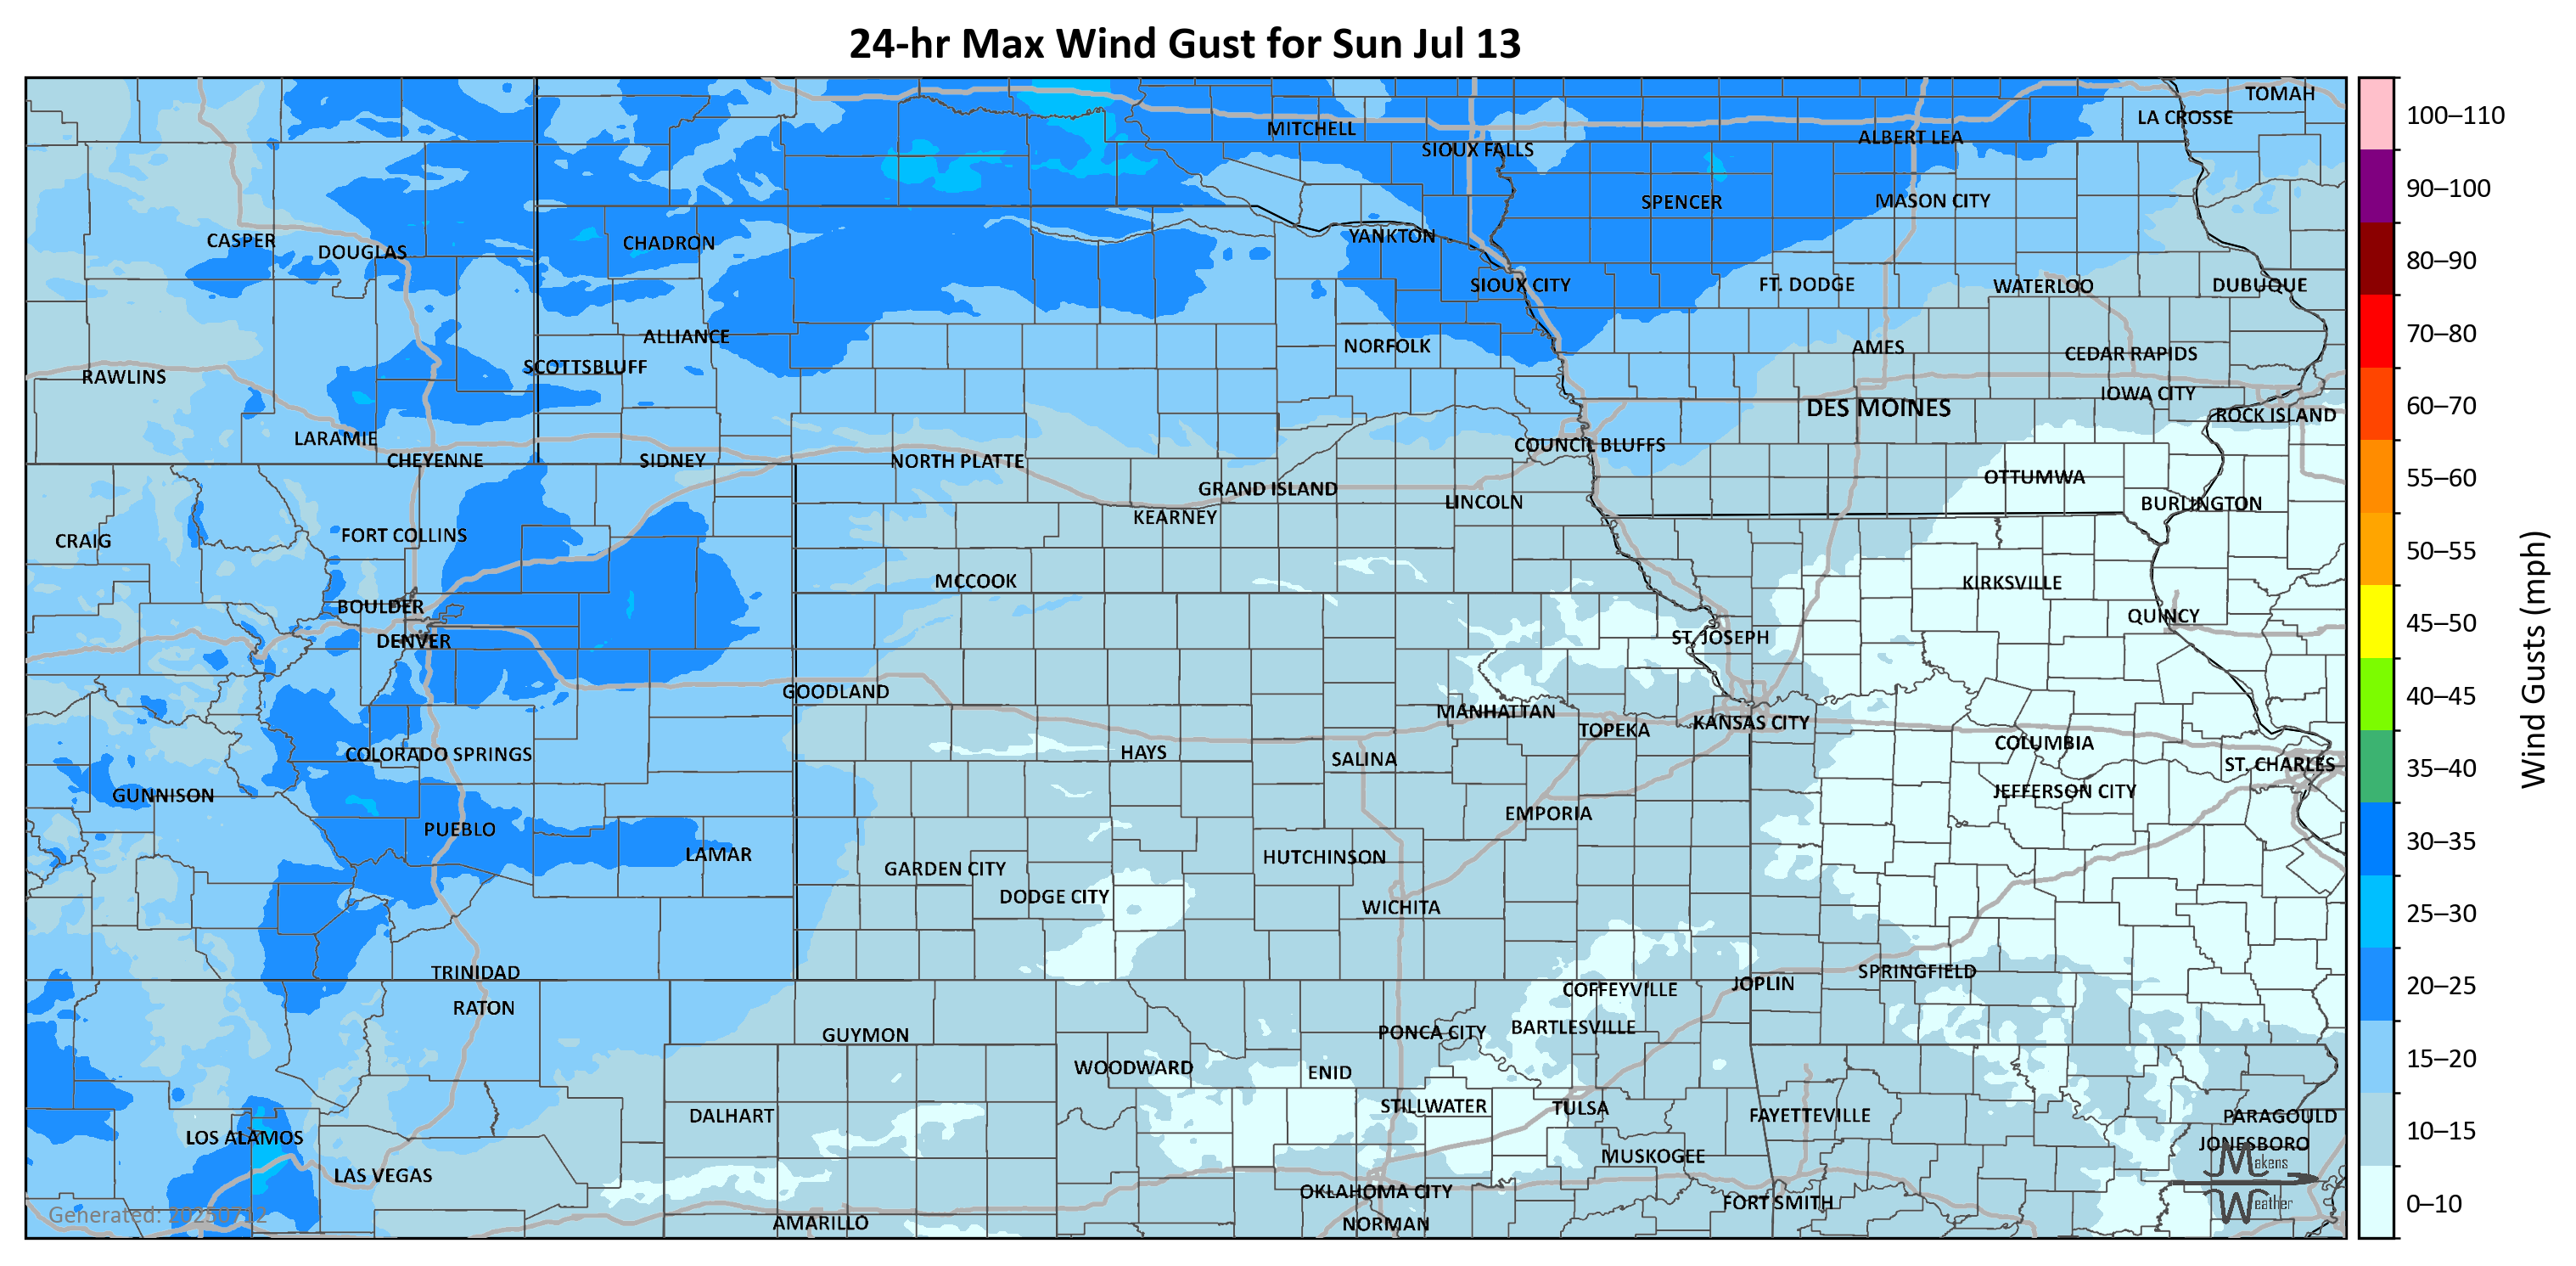 24-hr Max Wind Gust for Sun Jul 13
TOMAH
LA CROSSE
MITCHELL
ALBERT LEA
SIOUX FALLS
SPENCER
MASON CITY
CASPER
DOUGLAS
CHADRON
YANKTON
SIOUX CITY
FT. DODGE
WATERLOO
DUBUQUE
ALLIANCE
NORFOLK
AMES
CEDAR RAPIDS
SCOTTSBLUFF
RAWLINS
IOWA CITY
DES MOINES
ROCK ISLAND
LARAMIE
COUNCIL BLUFFS
CHEYENNE
SIDNEY
NORTH PLATTE
OTTUMWA
GRAND ISLAND
LINCOLN
BURLINGTON
KEARNEY
FORT COLLINS
CRAIG
MCCOOK
KIRKSVILLE
BOULDER
QUINCY
DENVER
ST. JOSEPH
GOODLAND
MANHATTAN
KANSAS CITY
TOPEKA
COLUMBIA
COLORADO SPRINGS
HAYS
SALINA
ST. CHARLES
GUNNISON
JEFFERSON CITY
EMPORIA
PUEBLO
LAMAR
HUTCHINSON
GARDEN CITY
DODGE CITY
WICHITA
TRINIDAD
SPRINGFIELD
JOPLIN
COFFEYVILLE
RATON
GUYMON
PONCA CITY
BARTLESVILLE
WOODWARD
ENID
STILLWATER
TULSA
DALHART
FAYETTEVILLE
PARAGOULD
LOS ALAMOS
JONESBORO
MUSKOGEE
LAS VEGAS
OKLAHOMA CITY
FORT SMITH
AMARILLO
NORMAN
Generated: 20250712
Makens
Weather
100–110
90–100
80–90
70–80
60–70
55–60
50–55
45–50
40–45
35–40
30–35
25–30
20–25
15–20
10–15
0–10
Wind Gusts (mph)